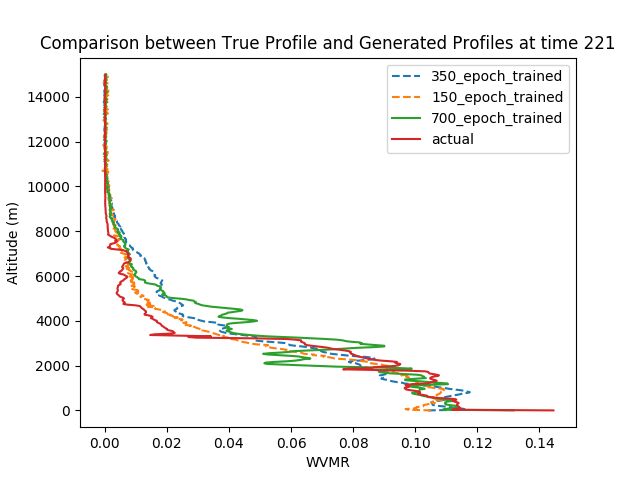 Comparison between True Profile and Generated Profiles at time 221
350_epoch_trained
150_epoch_trained
700_epoch_trained
actual
14000
12000
10000
8000
6000
4000
2000
0
Altitude (m)
0.00 0.02 0.04 0.06 0.08 0.10 0.12 0.14
WVMR